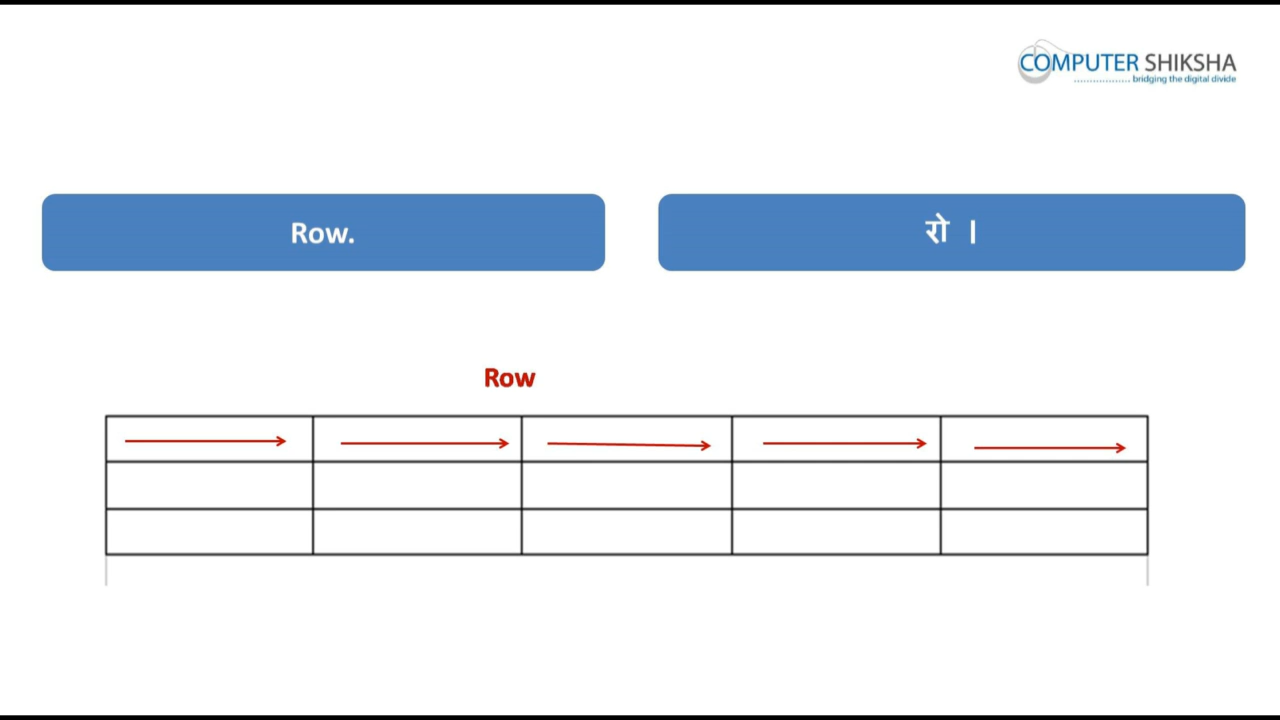 COMPUTER SHIKSHA
bridging the digital divide
Row.
रो ।
Row